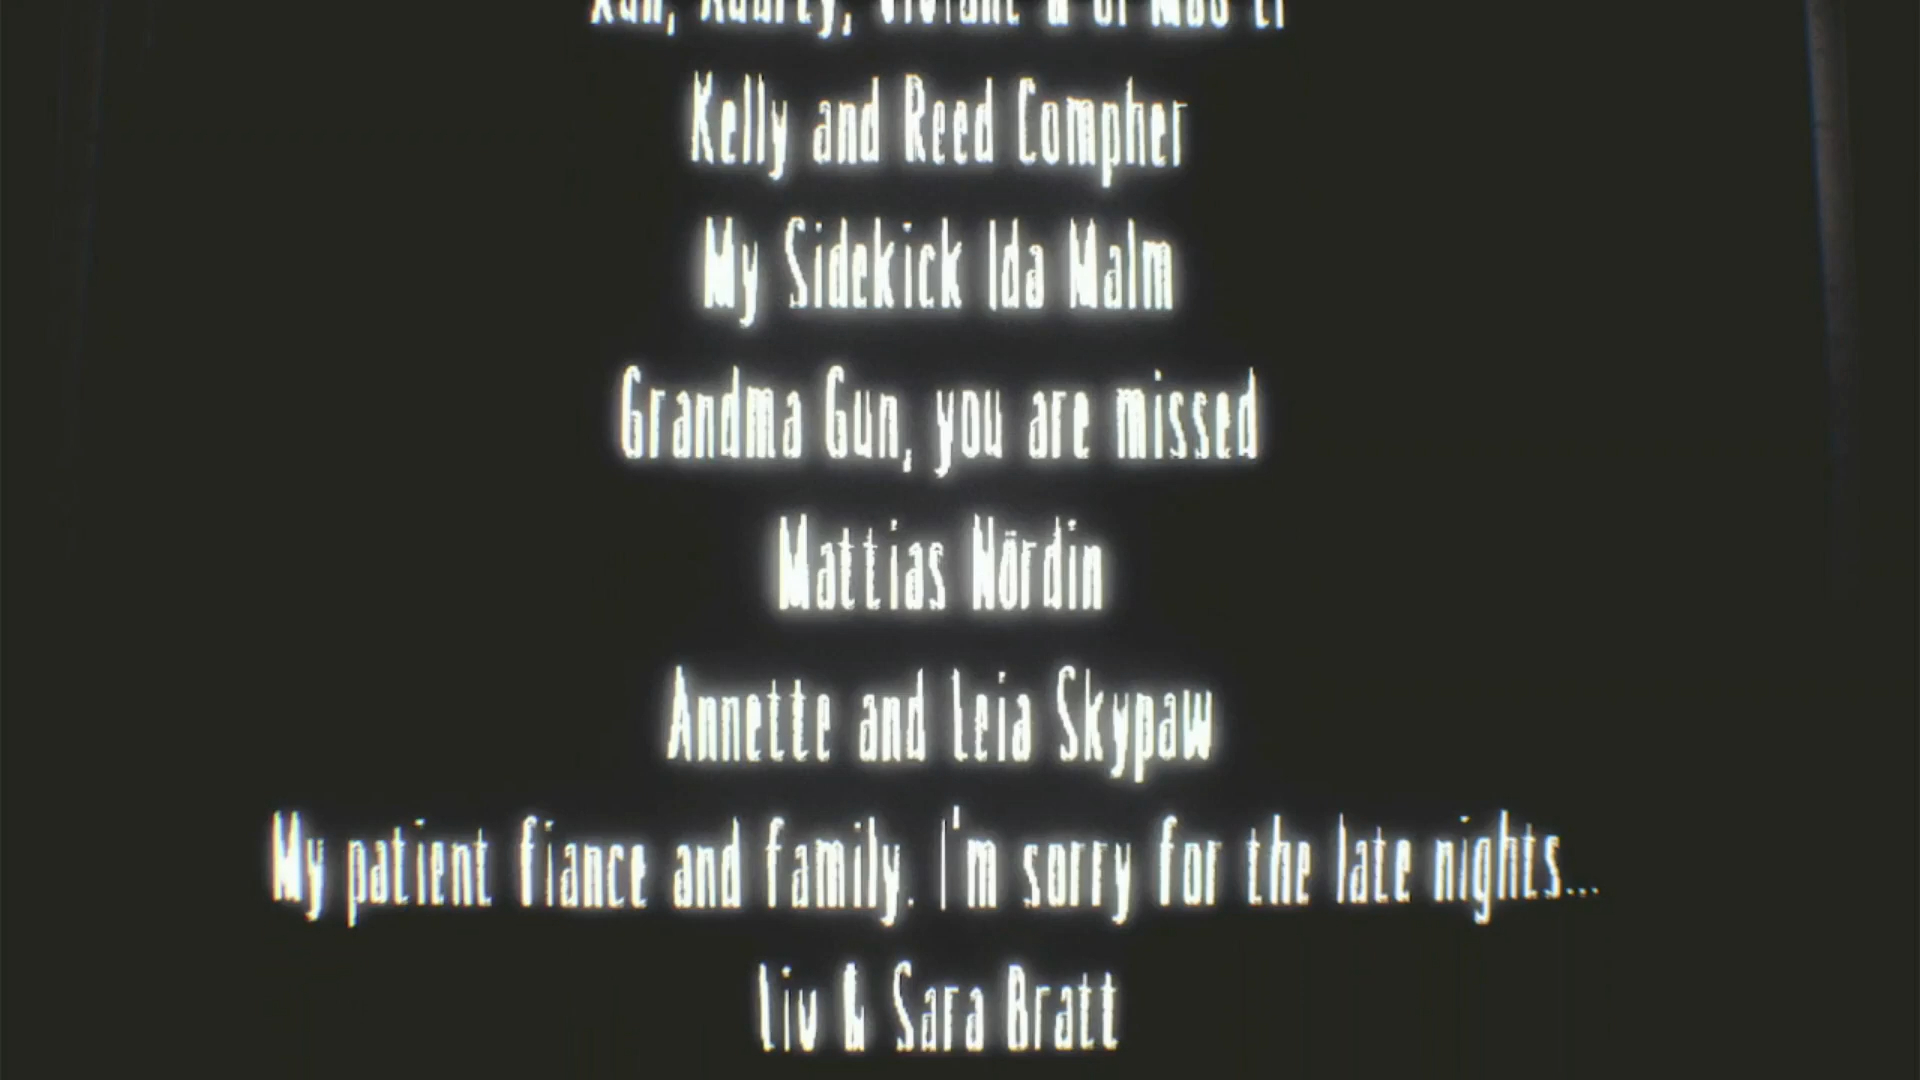 Kelly and Reed Compher
My Sidekick Ida Malm
Grandma Gun, you are missed
Mattias Nördin
Annette and Leia Skypaw
My patient fiance and family. I'm sorry for the late nights...
Liv & Sara Bratt